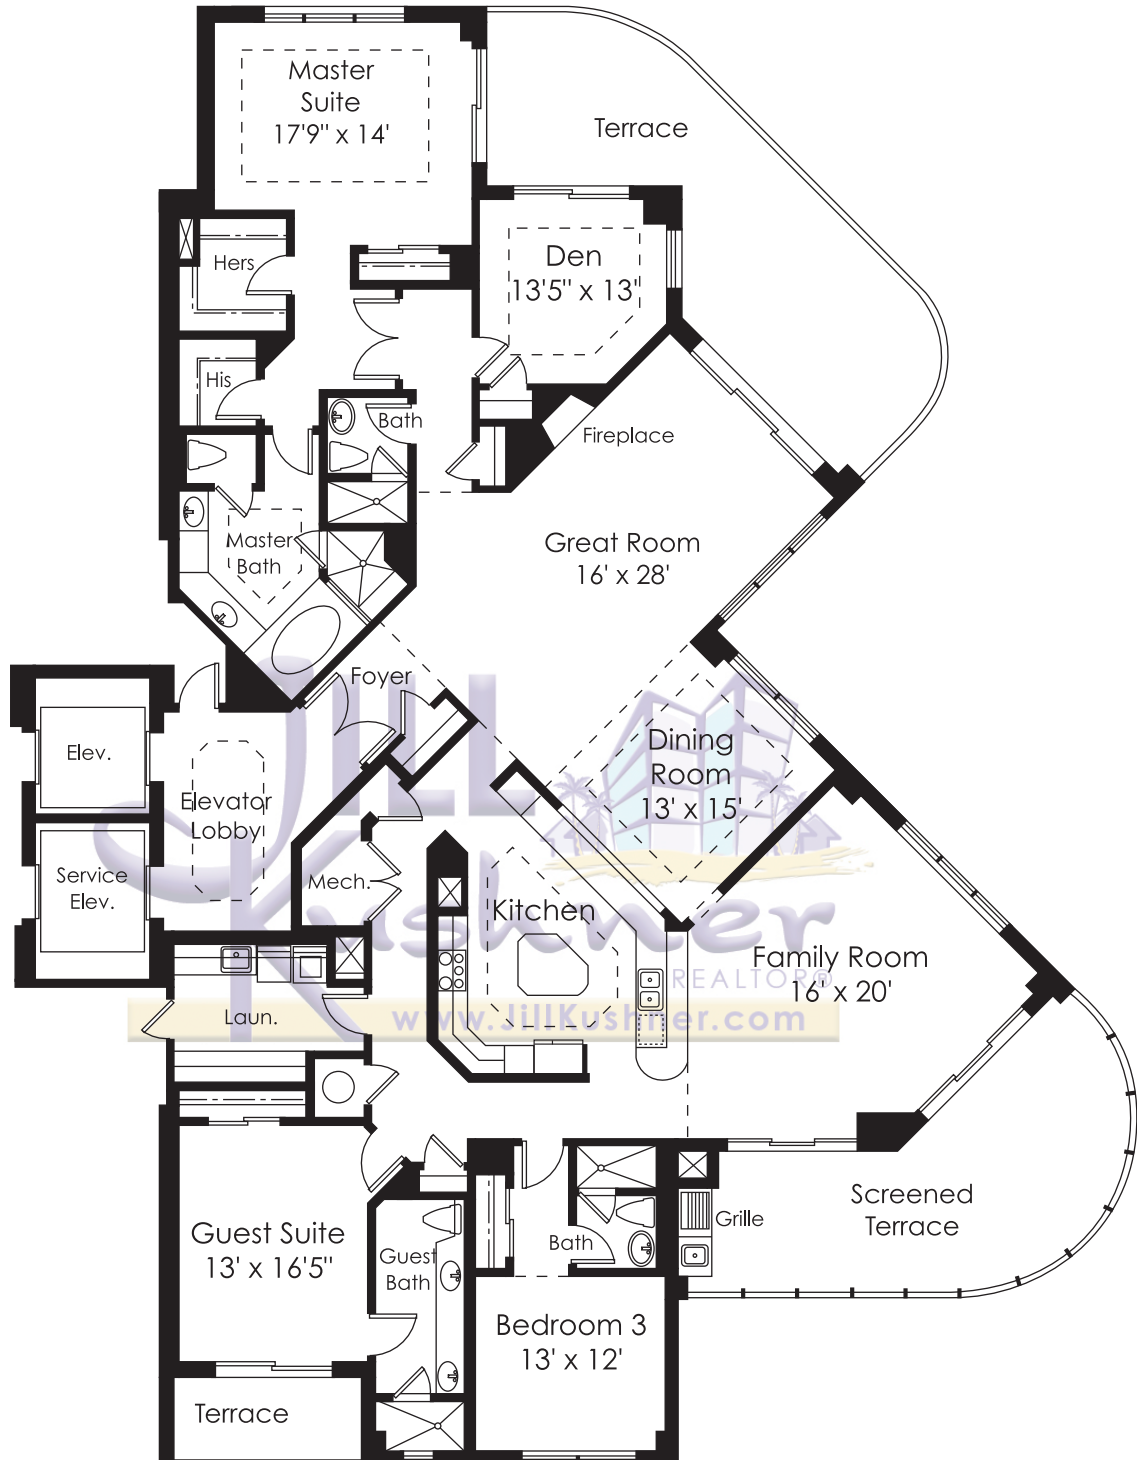 Master
Suite
17'9" x 14'
Terrace
Hers
Den
13'5" x 13'
His
Bath
Fireplace
Master
Bath
Great Room
16' x 28'
Foyer
Elev.
Elevator
Lobby
Dining
Room
13' x 15'
Service
Elev.
Mech.
Kitchen
JILL
Kushner
REALTOR®
www.JillKushner.com
Family Room
16' x 20'
Laun.
Screened
Terrace
Grille
Guest Suite
13' x 16'5"
Guest
Bath
Bath
Bedroom 3
13' x 12'
Terrace